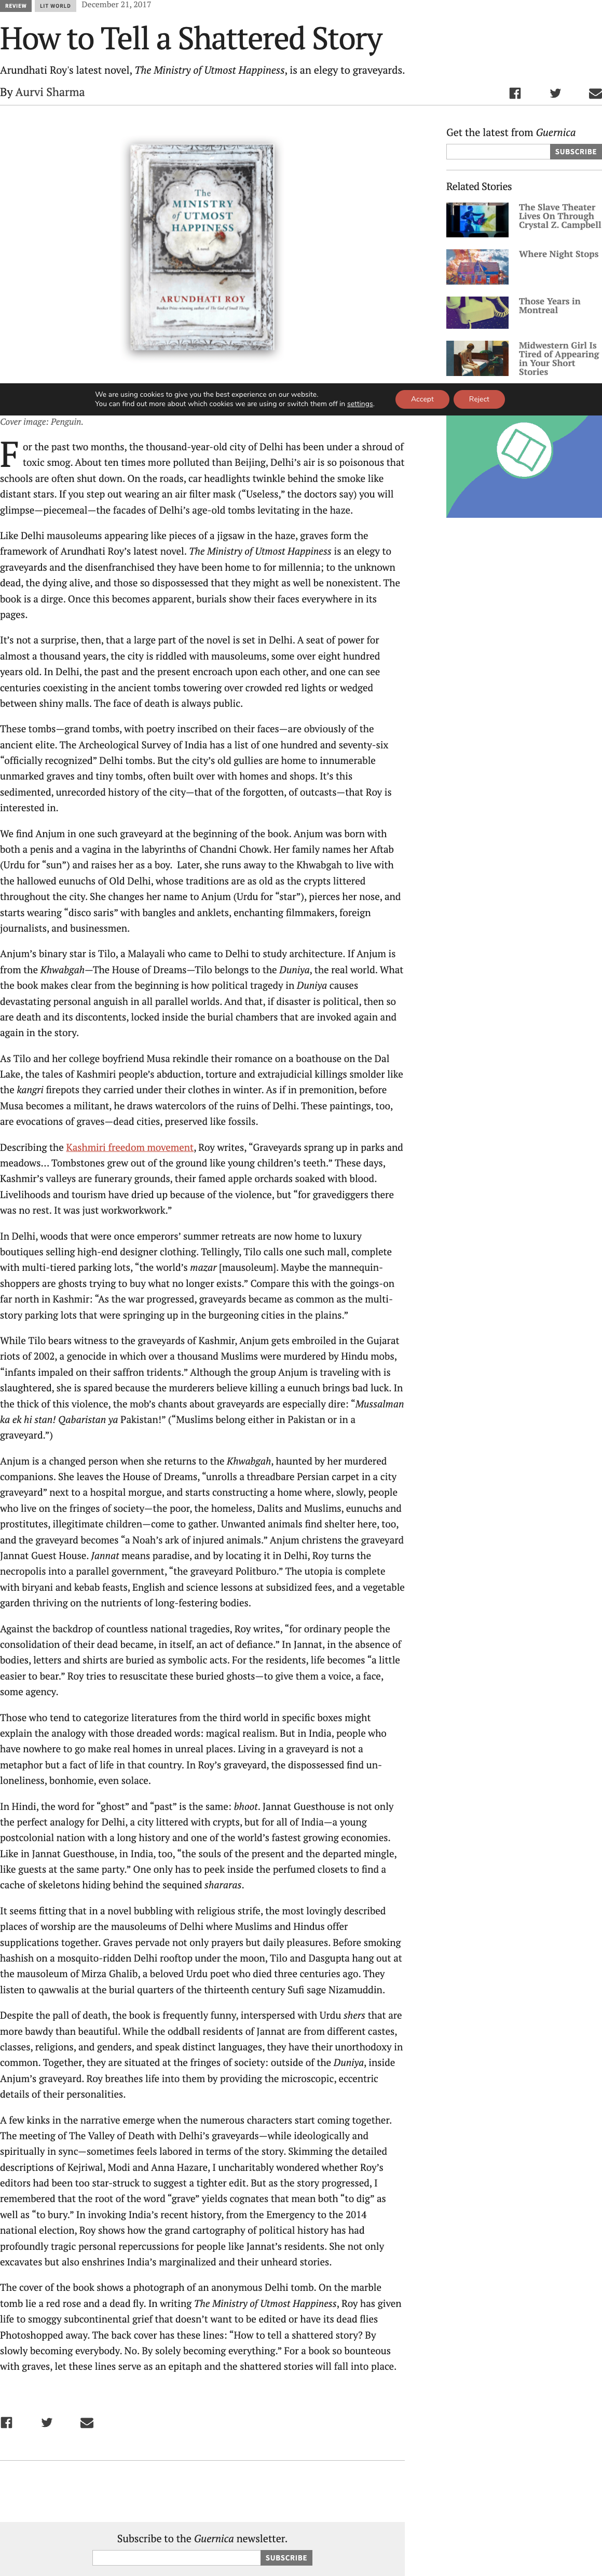 REVIEW LIT WORLD December 21, 2017
How to Tell a Shattered Story
Arundhati Roy's latest novel, The Ministry of Utmost Happiness, is an elegy to graveyards.
By Aurvi Sharma
The
MINISTRY
of UTMOST
HAPPINESS
A novel
ARUNDHATI ROY
Booker Prize-winning author of The God of Small Things
Get the latest from Guernica
SUBSCRIBE
Related Stories
The Slave Theater
Lives On Through
Crystal Z. Campbell
Where Night Stops
Those Years in
Montreal
Midwestern Girl Is
Tired of Appearing
in Your Short
Stories
We are using cookies to give you the best experience on our website.
You can find out more about which cookies we are using or switch them off in settings.
Accept
Reject
Cover image: Penguin.
For the past two months, the thousand-year-old city of Delhi has been under a shroud of
toxic smog. About ten times more polluted than Beijing, Delhi’s air is so poisonous that
schools are often shut down. On the roads, car headlights twinkle behind the smoke like
distant stars. If you step out wearing an air filter mask (“Useless,” the doctors say) you will
glimpse—piecemeal—the facades of Delhi’s age-old tombs levitating in the haze.
Like Delhi mausoleums appearing like pieces of a jigsaw in the haze, graves form the
framework of Arundhati Roy’s latest novel. The Ministry of Utmost Happiness is an elegy to
graveyards and the disenfranchised they have been home to for millennia; to the unknown
dead, the dying alive, and those so dispossessed that they might as well be nonexistent. The
book is a dirge. Once this becomes apparent, burials show their faces everywhere in its
pages.
It’s not a surprise, then, that a large part of the novel is set in Delhi. A seat of power for
almost a thousand years, the city is riddled with mausoleums, some over eight hundred
years old. In Delhi, the past and the present encroach upon each other, and one can see
centuries coexisting in the ancient tombs towering over crowded red lights or wedged
between shiny malls. The face of death is always public.
These tombs—grand tombs, with poetry inscribed on their faces—are obviously of the
ancient elite. The Archeological Survey of India has a list of one hundred and seventy-six
“officially recognized” Delhi tombs. But the city’s old gullies are home to innumerable
unmarked graves and tiny tombs, often built over with homes and shops. It’s this
sedimented, unrecorded history of the city—that of the forgotten, of outcasts—that Roy is
interested in.
We find Anjum in one such graveyard at the beginning of the book. Anjum was born with
both a penis and a vagina in the labyrinths of Chandni Chowk. Her family names her Aftab
(Urdu for “sun”) and raises her as a boy.  Later, she runs away to the Khwabgah to live with
the hallowed eunuchs of Old Delhi, whose traditions are as old as the crypts littered
throughout the city. She changes her name to Anjum (Urdu for “star”), pierces her nose, and
starts wearing “disco saris” with bangles and anklets, enchanting filmmakers, foreign
journalists, and businessmen.
Anjum’s binary star is Tilo, a Malayali who came to Delhi to study architecture. If Anjum is
from the Khwabgah—The House of Dreams—Tilo belongs to the Duniya, the real world. What
the book makes clear from the beginning is how political tragedy in Duniya causes
devastating personal anguish in all parallel worlds. And that, if disaster is political, then so
are death and its discontents, locked inside the burial chambers that are invoked again and
again in the story.
As Tilo and her college boyfriend Musa rekindle their romance on a boathouse on the Dal
Lake, the tales of Kashmiri people’s abduction, torture and extrajudicial killings smolder like
the kangri firepots they carried under their clothes in winter. As if in premonition, before
Musa becomes a militant, he draws watercolors of the ruins of Delhi. These paintings, too,
are evocations of graves—dead cities, preserved like fossils.
Describing the Kashmiri freedom movement, Roy writes, “Graveyards sprang up in parks and
meadows… Tombstones grew out of the ground like young children’s teeth.” These days,
Kashmir’s valleys are funerary grounds, their famed apple orchards soaked with blood.
Livelihoods and tourism have dried up because of the violence, but “for gravediggers there
was no rest. It was just workworkwork.”
In Delhi, woods that were once emperors’ summer retreats are now home to luxury
boutiques selling high-end designer clothing. Tellingly, Tilo calls one such mall, complete
with multi-tiered parking lots, “the world’s mazar [mausoleum]. Maybe the mannequin-
shoppers are ghosts trying to buy what no longer exists.” Compare this with the goings-on
far north in Kashmir: “As the war progressed, graveyards became as common as the multi-
story parking lots that were springing up in the burgeoning cities in the plains.”
While Tilo bears witness to the graveyards of Kashmir, Anjum gets embroiled in the Gujarat
riots of 2002, a genocide in which over a thousand Muslims were murdered by Hindu mobs,
“infants impaled on their saffron tridents.” Although the group Anjum is traveling with is
slaughtered, she is spared because the murderers believe killing a eunuch brings bad luck. In
the thick of this violence, the mob’s chants about graveyards are especially dire: “Mussalman
ka ek hi stan! Qabaristan ya Pakistan!” (“Muslims belong either in Pakistan or in a
graveyard.”)
Anjum is a changed person when she returns to the Khwabgah, haunted by her murdered
companions. She leaves the House of Dreams, “unrolls a threadbare Persian carpet in a city
graveyard” next to a hospital morgue, and starts constructing a home where, slowly, people
who live on the fringes of society—the poor, the homeless, Dalits and Muslims, eunuchs and
prostitutes, illegitimate children—come to gather. Unwanted animals find shelter here, too,
and the graveyard becomes “a Noah’s ark of injured animals.” Anjum christens the graveyard
Jannat Guest House. Jannat means paradise, and by locating it in Delhi, Roy turns the
necropolis into a parallel government, “the graveyard Politburo.” The utopia is complete
with biryani and kebab feasts, English and science lessons at subsidized fees, and a vegetable
garden thriving on the nutrients of long-festering bodies.
Against the backdrop of countless national tragedies, Roy writes, “for ordinary people the
consolidation of their dead became, in itself, an act of defiance.” In Jannat, in the absence of
bodies, letters and shirts are buried as symbolic acts. For the residents, life becomes “a little
easier to bear.” Roy tries to resuscitate these buried ghosts—to give them a voice, a face,
some agency.
Those who tend to categorize literatures from the third world in specific boxes might
explain the analogy with those dreaded words: magical realism. But in India, people who
have nowhere to go make real homes in unreal places. Living in a graveyard is not a
metaphor but a fact of life in that country. In Roy’s graveyard, the dispossessed find un-
loneliness, bonhomie, even solace.
In Hindi, the word for “ghost” and “past” is the same: bhoot. Jannat Guesthouse is not only
the perfect analogy for Delhi, a city littered with crypts, but for all of India—a young
postcolonial nation with a long history and one of the world’s fastest growing economies.
Like in Jannat Guesthouse, in India, too, “the souls of the present and the departed mingle,
like guests at the same party.” One only has to peek inside the perfumed closets to find a
cache of skeletons hiding behind the sequined shararas.
It seems fitting that in a novel bubbling with religious strife, the most lovingly described
places of worship are the mausoleums of Delhi where Muslims and Hindus offer
supplications together. Graves pervade not only prayers but daily pleasures. Before smoking
hashish on a mosquito-ridden Delhi rooftop under the moon, Tilo and Dasgupta hang out at
the mausoleum of Mirza Ghalib, a beloved Urdu poet who died three centuries ago. They
listen to qawwalis at the burial quarters of the thirteenth century Sufi sage Nizamuddin.
Despite the pall of death, the book is frequently funny, interspersed with Urdu shers that are
more bawdy than beautiful. While the oddball residents of Jannat are from different castes,
classes, religions, and genders, and speak distinct languages, they have their unorthodoxy in
common. Together, they are situated at the fringes of society: outside of the Duniya, inside
Anjum’s graveyard. Roy breathes life into them by providing the microscopic, eccentric
details of their personalities.
A few kinks in the narrative emerge when the numerous characters start coming together.
The meeting of The Valley of Death with Delhi’s graveyards—while ideologically and
spiritually in sync—sometimes feels labored in terms of the story. Skimming the detailed
descriptions of Kejriwal, Modi and Anna Hazare, I uncharitably wondered whether Roy’s
editors had been too star-struck to suggest a tighter edit. But as the story progressed, I
remembered that the root of the word “grave” yields cognates that mean both “to dig” as
well as “to bury.” In invoking India’s recent history, from the Emergency to the 2014
national election, Roy shows how the grand cartography of political history has had
profoundly tragic personal repercussions for people like Jannat’s residents. She not only
excavates but also enshrines India’s marginalized and their unheard stories.
The cover of the book shows a photograph of an anonymous Delhi tomb. On the marble
tomb lie a red rose and a dead fly. In writing The Ministry of Utmost Happiness, Roy has given
life to smoggy subcontinental grief that doesn’t want to be edited or have its dead flies
Photoshopped away. The back cover has these lines: “How to tell a shattered story? By
slowly becoming everybody. No. By solely becoming everything.” For a book so bounteous
with graves, let these lines serve as an epitaph and the shattered stories will fall into place.
Subscribe to the Guernica newsletter.
SUBSCRIBE